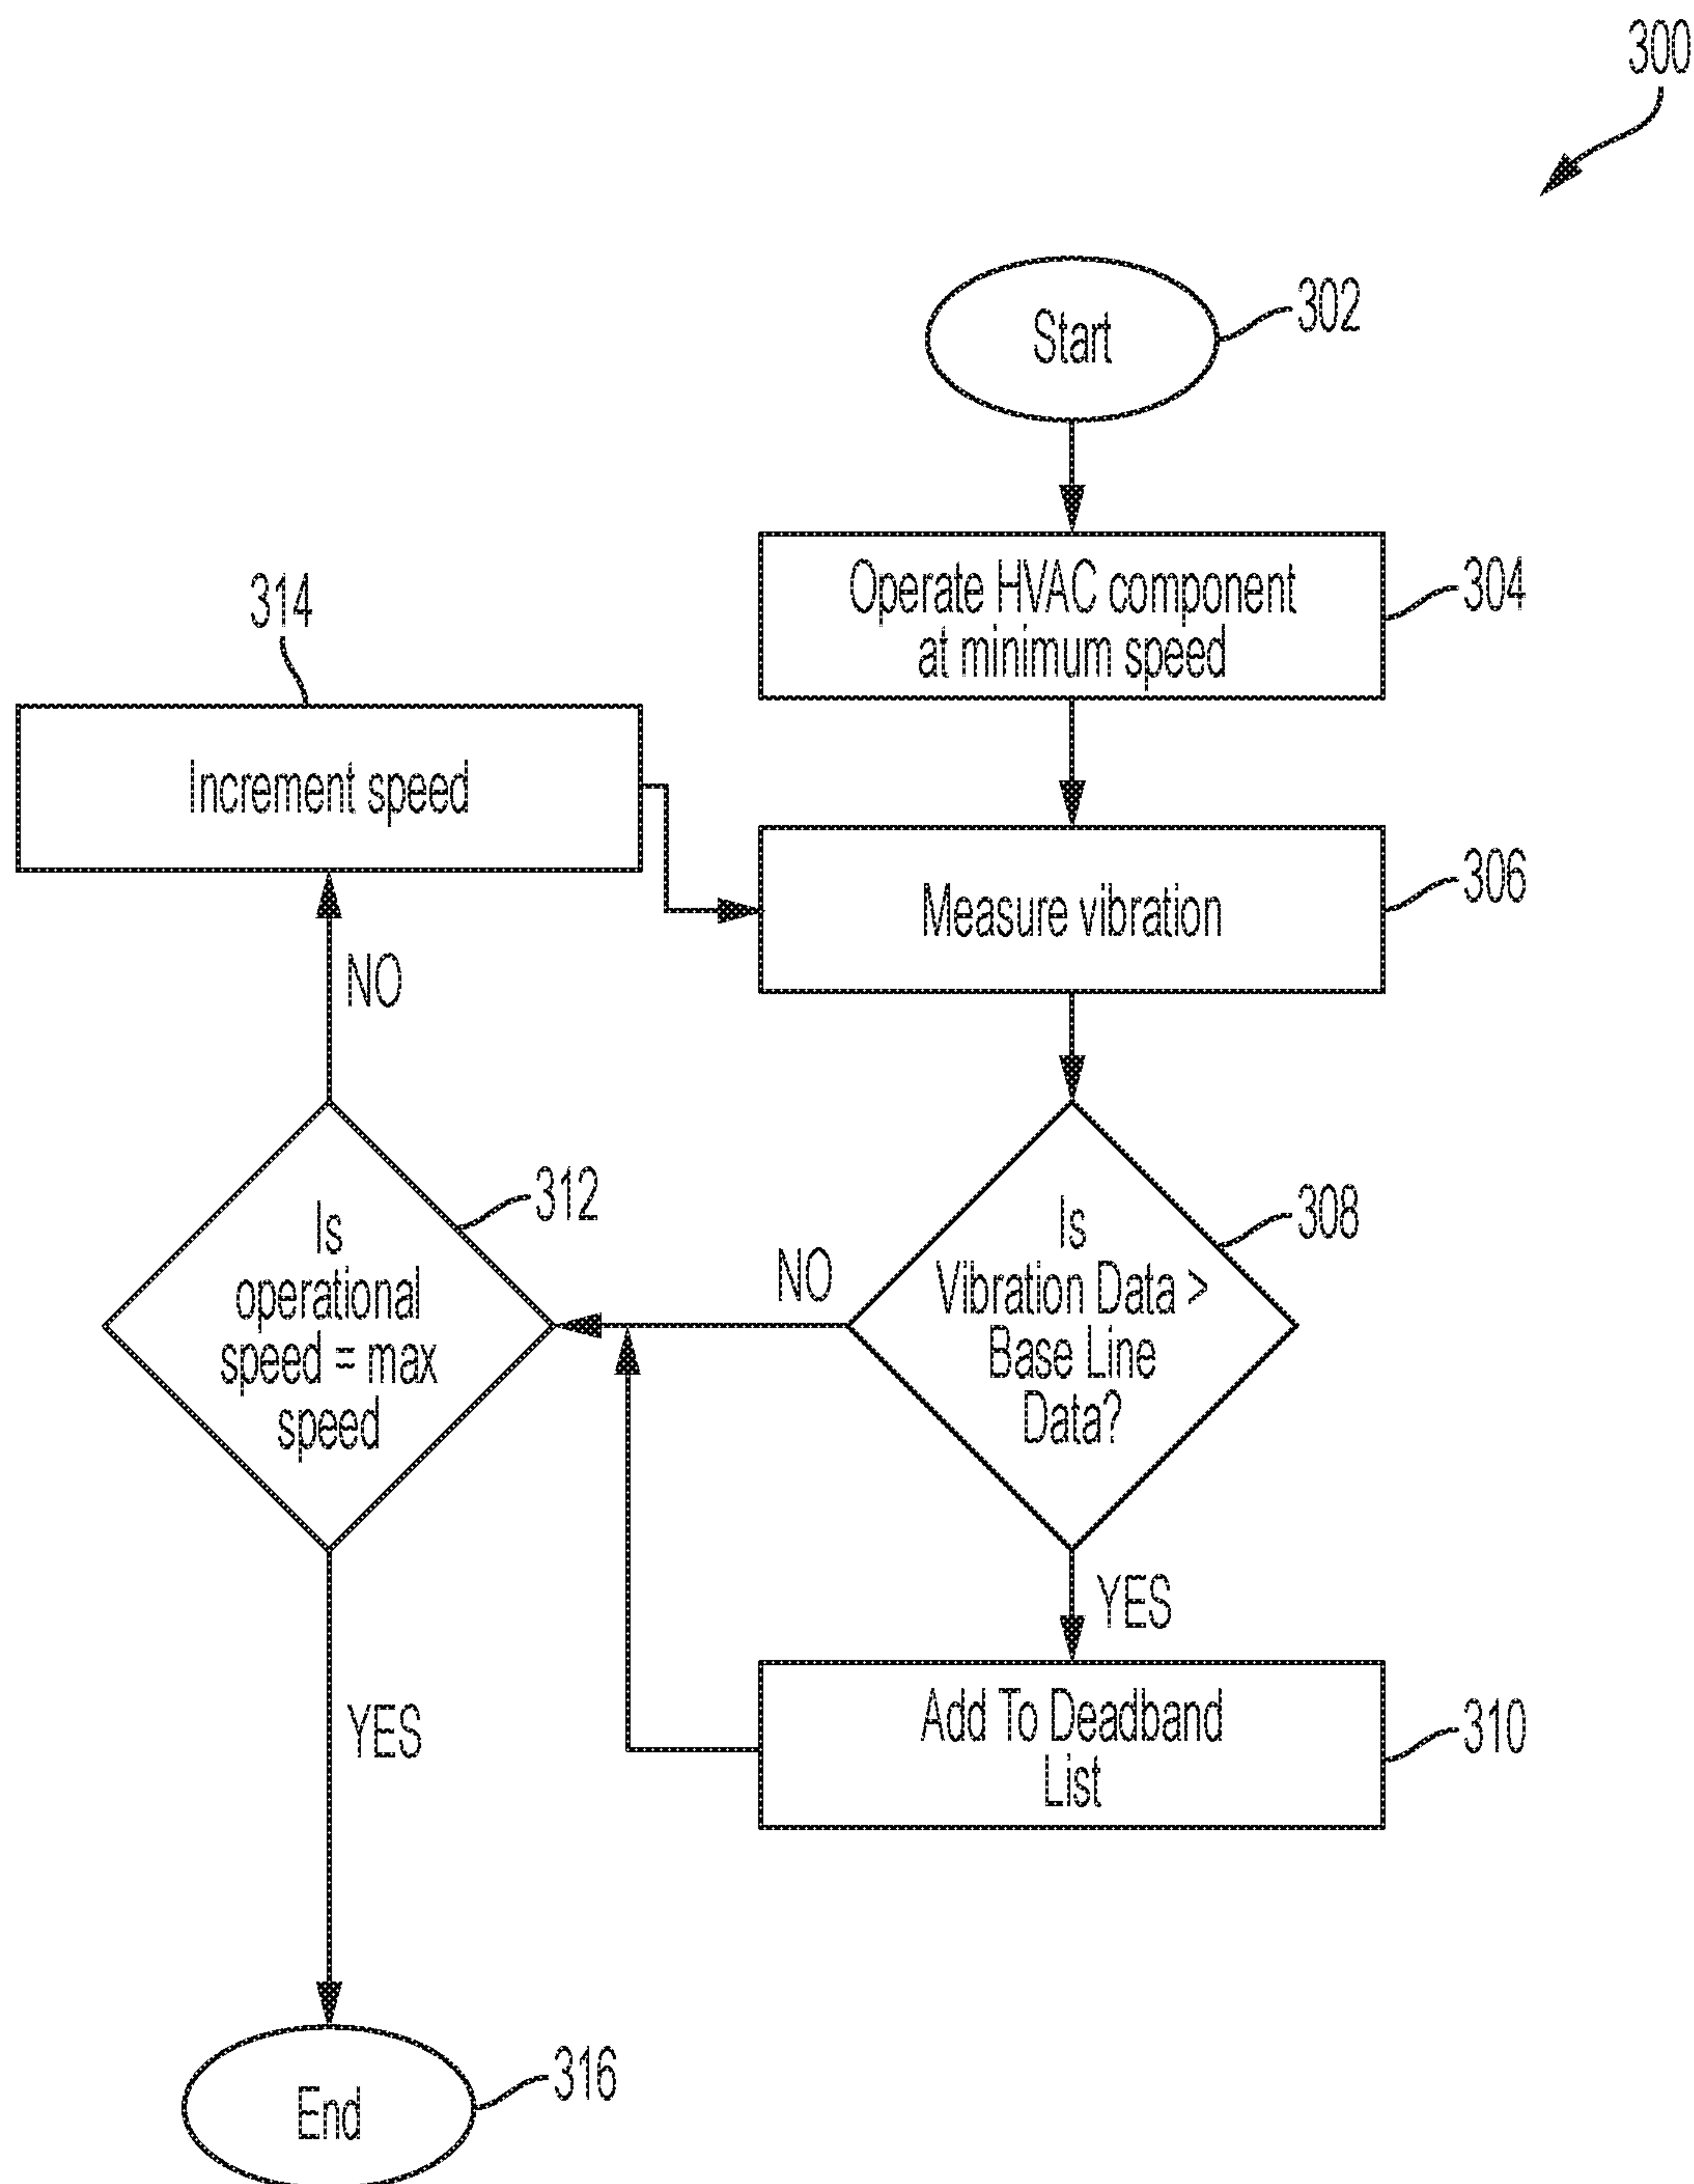 300
Start
302
Operate HVAC component
at minimum speed
304
314
Increment speed
Measure vibration
306
NO
Is
operational
speed = max
speed
312
NO
Is
Vibration Data >
Base Line
Data?
308
YES
YES
Add To Deadband
List
310
End
316